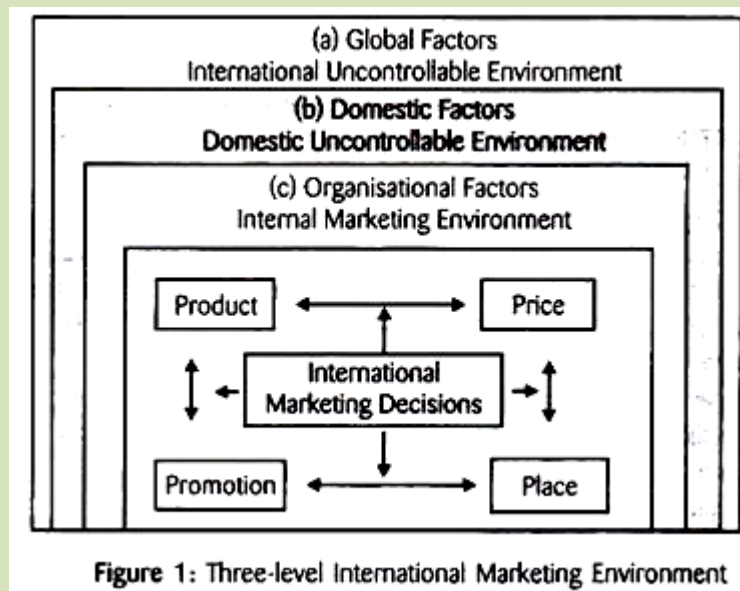 (a) Global Factors
International Uncontrollable Environment
(b) Domestic Factors
Domestic Uncontrollable Environment
(c) Organisational Factors
Internal Marketing Environment
Product
Price
International
Marketing Decisions
Promotion
Place
Figure 1: Three-level International Marketing Environment